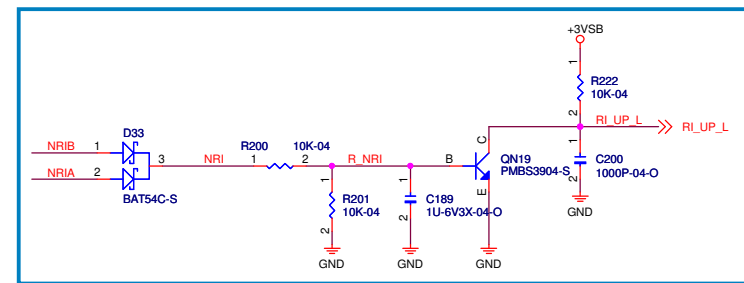 +3VSB
1
R222
10K-04
2
RI_UP_L
RI_UP_L
D33
NRIB 1
NRIA 2
3
BAT54C-S
NRI
R200 10K-04
1 2
R_NRI
B
C
E
QN19
PMBS3904-S
1
R201
10K-04
2
GND
1
C189
1U-6V3X-04-O
2
GND
GND
1
C200
1000P-04-O
2
GND